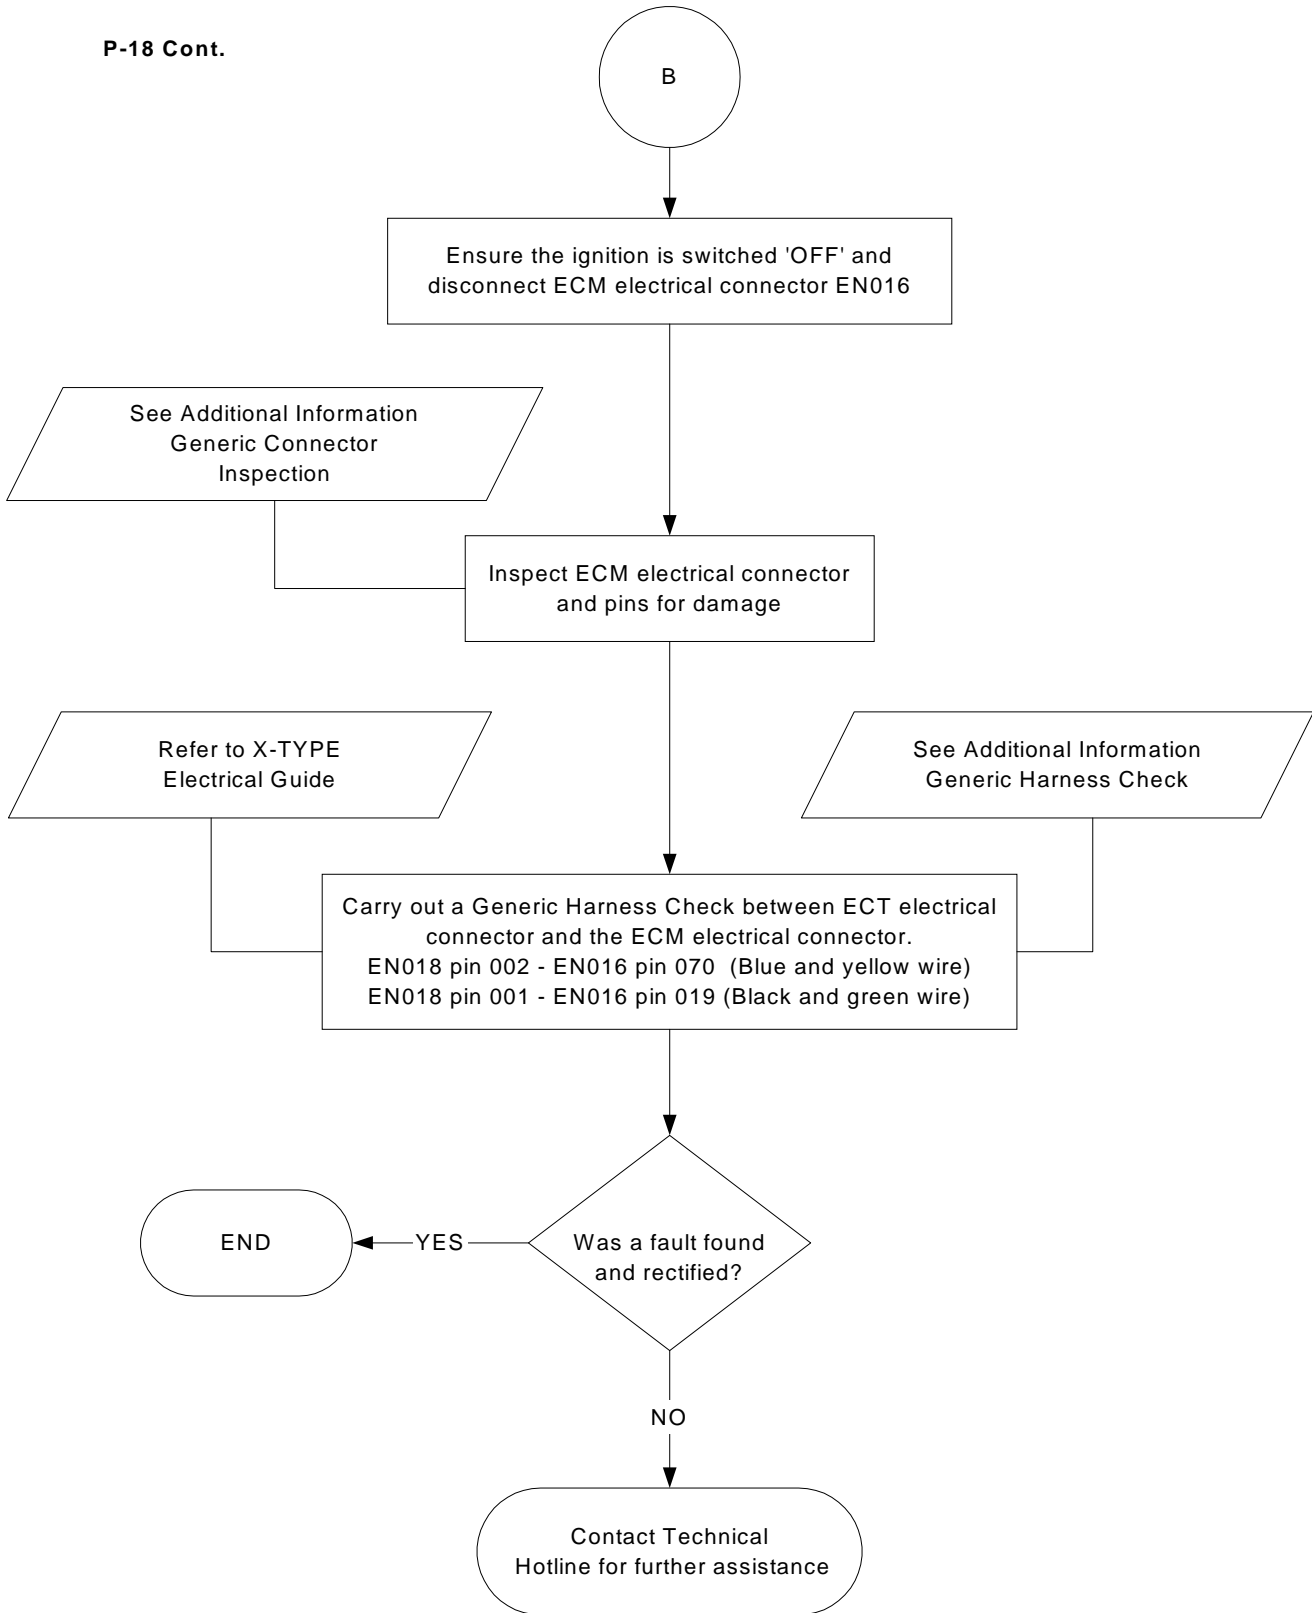 P-18 Cont.
B
Ensure the ignition is switched 'OFF' and
disconnect ECM electrical connector EN016
See Additional Information
Generic Connector
Inspection
Inspect ECM electrical connector
and pins for damage
Refer to X-TYPE
Electrical Guide
See Additional Information
Generic Harness Check
Carry out a Generic Harness Check between ECT electrical
connector and the ECM electrical connector.
EN018 pin 002 - EN016 pin 070 (Blue and yellow wire)
EN018 pin 001 - EN016 pin 019 (Black and green wire)
END
YES
Was a fault found
and rectified?
NO
Contact Technical
Hotline for further assistance